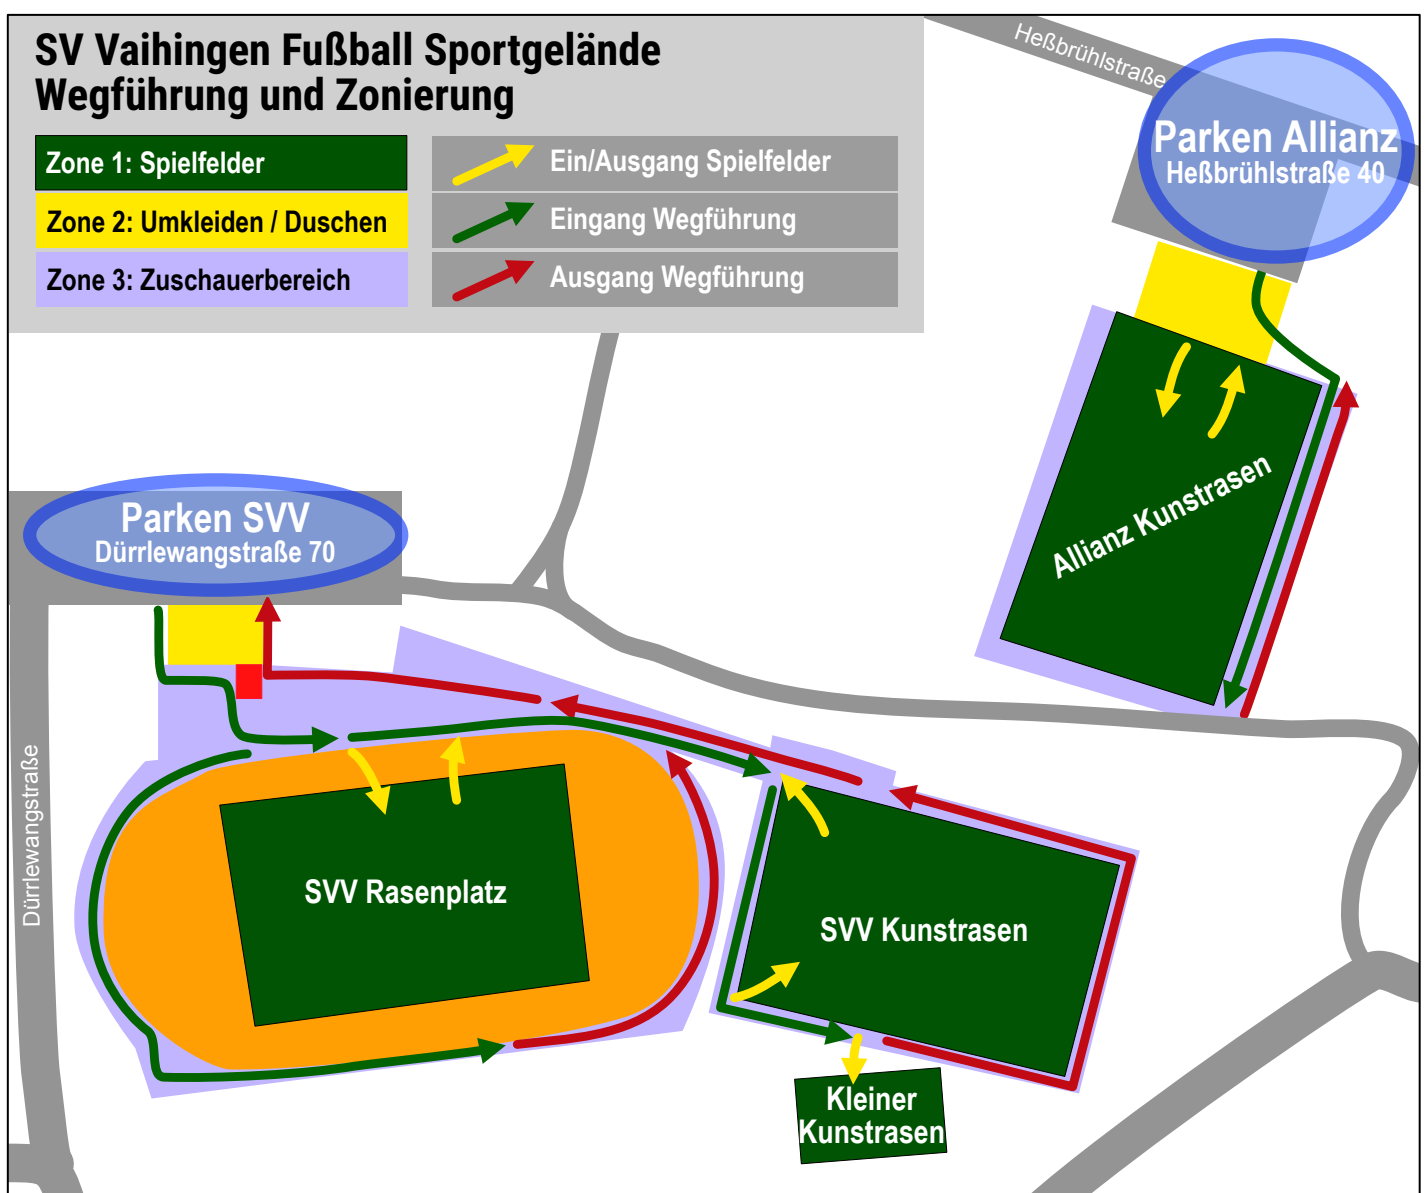 SV Vaihingen Fußball Sportgelände
Wegführung und Zonierung
Zone 1: Spielfelder
Zone 2: Umkleiden / Duschen
Zone 3: Zuschauerbereich
Ein/Ausgang Spielfelder
Eingang Wegführung
Ausgang Wegführung
Heßbrühlstraße
Parken Allianz
Heßbrühlstraße 40
Allianz Kunstrasen
Parken SVV
Dürrlewangstraße 70
Dürrlewangstraße
SVV Rasenplatz
SVV Kunstrasen
Kleiner
Kunstrasen